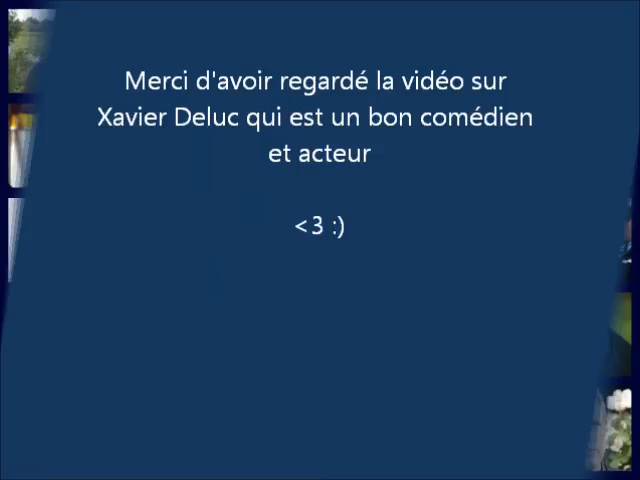 Merci d'avoir regardé la vidéo sur
Xavier Deluc qui est un bon comédien
et acteur
<3 :)